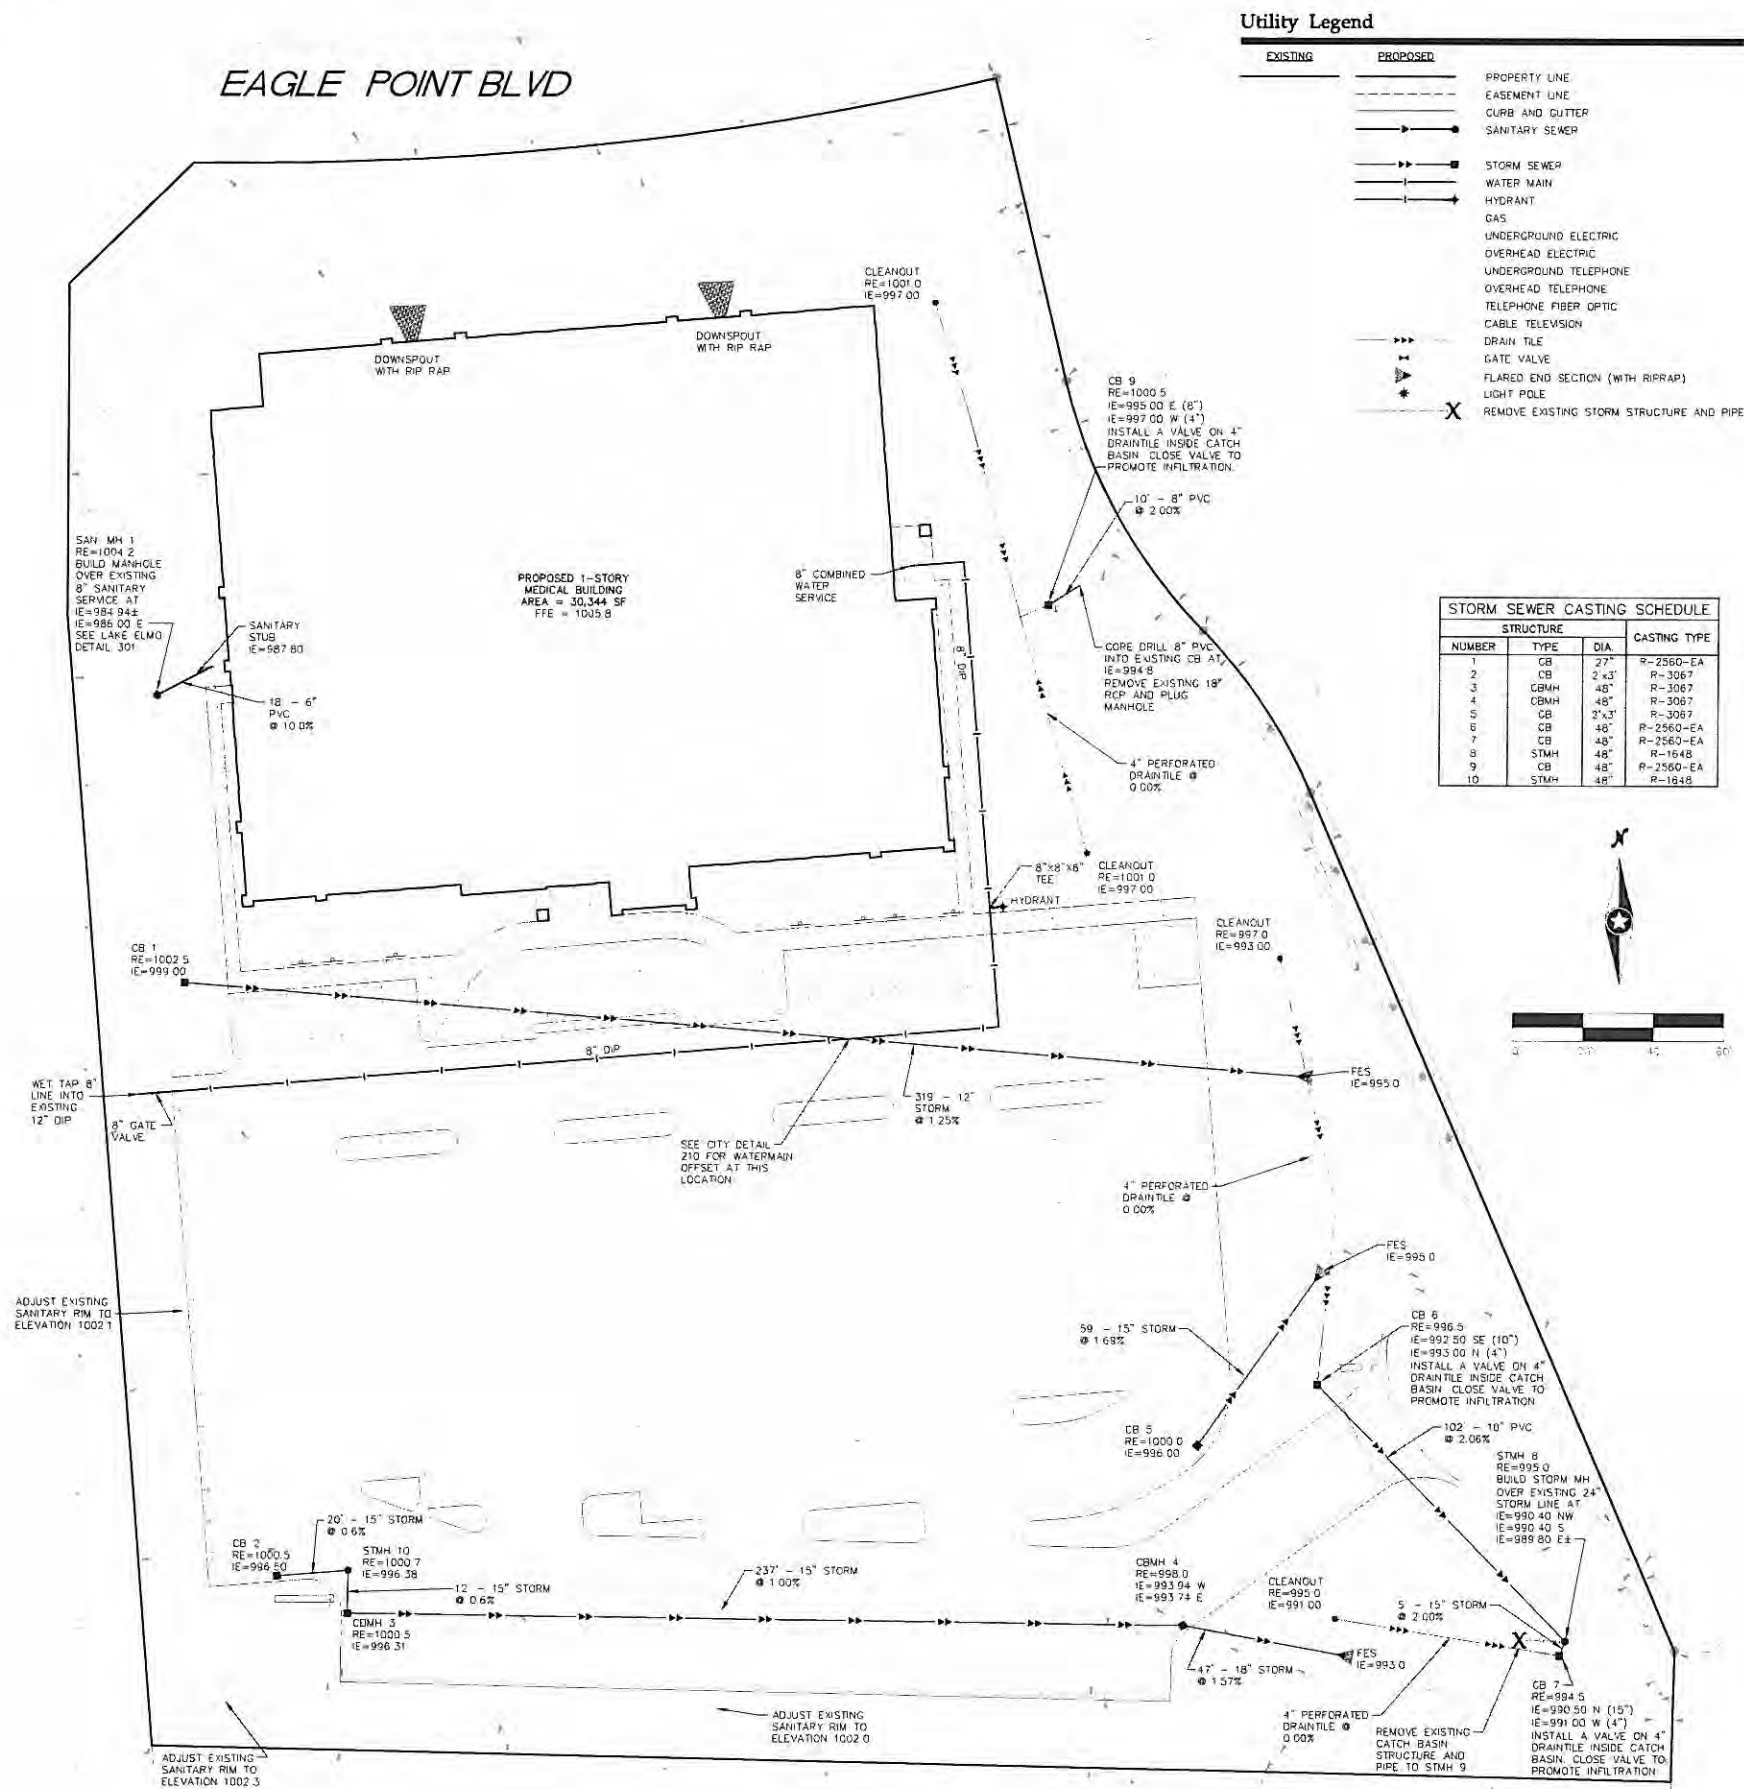 Utility Legend
EXISTING PROPOSED
PROPERTY LINE
EASEMENT LINE
CURB AND GUTTER
SANITARY SEWER
STORM SEWER
WATER MAIN
HYDRANT
GAS
UNDERGROUND ELECTRIC
OVERHEAD ELECTRIC
UNDERGROUND TELEPHONE
OVERHEAD TELEPHONE
TELEPHONE FIBER OPTIC
CABLE TELEVISION
DRAIN TILE
GATE VALVE
FLARED END SECTION (WITH RIPRAP)
LIGHT POLE
X REMOVE EXISTING STORM STRUCTURE AND PIPE
EAGLE POINT BLVD
CLEANOUT
RE=1001.0
IE=997.00
DOWNSPOUT
WITH RIP RAP
DOWNSPOUT
WITH RIP RAP
CB 9
RE=1000.5
IE=995.00 E (8")
IE=997.00 W (4")
INSTALL A VALVE ON 4"
DRAINTILE INSIDE CATCH
BASIN. CLOSE VALVE TO
PROMOTE INFILTRATION.
10' - 8" PVC
@ 2.00%
SAN MH 1
RE=1004.2
BUILD MANHOLE
OVER EXISTING
8" SANITARY
SERVICE AT
IE=984.94±
IE=986.00 E
SEE LAKE ELMO
DETAIL 301
SANITARY
STUB
IE=987.80
18' - 6"
PVC
@ 10.0%
PROPOSED 1-STORY
MEDICAL BUILDING
AREA = 30,344 SF
FFE = 1005.8
8" COMBINED
WATER
SERVICE
8" DIP
CORE DRILL 8" PVC
INTO EXISTING CB AT
IE=994.8
REMOVE EXISTING 18"
RCP AND PLUG
MANHOLE
STORM SEWER CASTING SCHEDULE
STRUCTURE CASTING TYPE
NUMBER TYPE DIA.
1 CB 27" R-2560-EA
2 CB 2'x3' R-3067
3 CBMH 48" R-3067
4 CBMH 48" R-3067
5 CB 2'x3' R-3067
6 CB 48" R-2560-EA
7 CB 48" R-2560-EA
8 STMH 48" R-1648
9 CB 48" R-2560-EA
10 STMH 48" R-1648
4" PERFORATED
DRAINTILE @
0.00%
8"x8"x6"
TEE
CLEANOUT
RE=1001.0
IE=997.00
HYDRANT
N
CLEANOUT
RE=997.0
IE=993.00
CB 1
RE=1002.5
IE=999.00
0 20' 40 60'
8" DIP
WET TAP 8"
LINE INTO
EXISTING
12" DIP
8" GATE
VALVE
FES
IE=995.0
319' - 12"
STORM
@ 1.25%
SEE CITY DETAIL
210 FOR WATERMAIN
OFFSET AT THIS
LOCATION
4" PERFORATED
DRAINTILE @
0.00%
FES
IE=995.0
ADJUST EXISTING
SANITARY RIM TO
ELEVATION 1002.1
59 - 15" STORM
@ 1.69%
CB 6
RE=996.5
IE=992.50 SE (10")
IE=993.00 N (4")
INSTALL A VALVE ON 4"
DRAINTILE INSIDE CATCH
BASIN. CLOSE VALVE TO
PROMOTE INFILTRATION
CB 5
RE=1000.0
IE=996.00
102' - 10" PVC
@ 2.06%
STMH 8
RE=995.0
BUILD STORM MH
OVER EXISTING 24"
STORM LINE AT
IE=990.40 NW
IE=990.40 S
IE=989.80 E±
20' - 15" STORM
@ 0.6%
CB 2
RE=1000.5
IE=996.50
STMH 10
RE=1000.7
IE=996.38
12 - 15" STORM
@ 0.6%
CBMH 3
RE=1000.5
IE=996.31
237' - 15" STORM
@ 1.00%
CBMH 4
RE=998.0
IE=993.94 W
IE=993.74 E
CLEANOUT
RE=995.0
IE=991.00
5 - 15" STORM
@ 2.00%
X
FES
IE=993.0
47' - 18" STORM
@ 1.57%
CB 7
RE=994.5
IE=990.50 N (15")
IE=991.00 W (4")
INSTALL A VALVE ON 4"
DRAINTILE INSIDE CATCH
BASIN. CLOSE VALVE TO
PROMOTE INFILTRATION
4" PERFORATED
DRAINTILE @
0.00%
REMOVE EXISTING
CATCH BASIN
STRUCTURE AND
PIPE TO STMH 9
ADJUST EXISTING
SANITARY RIM TO
ELEVATION 1002.0
ADJUST EXISTING
SANITARY RIM TO
ELEVATION 1002.3